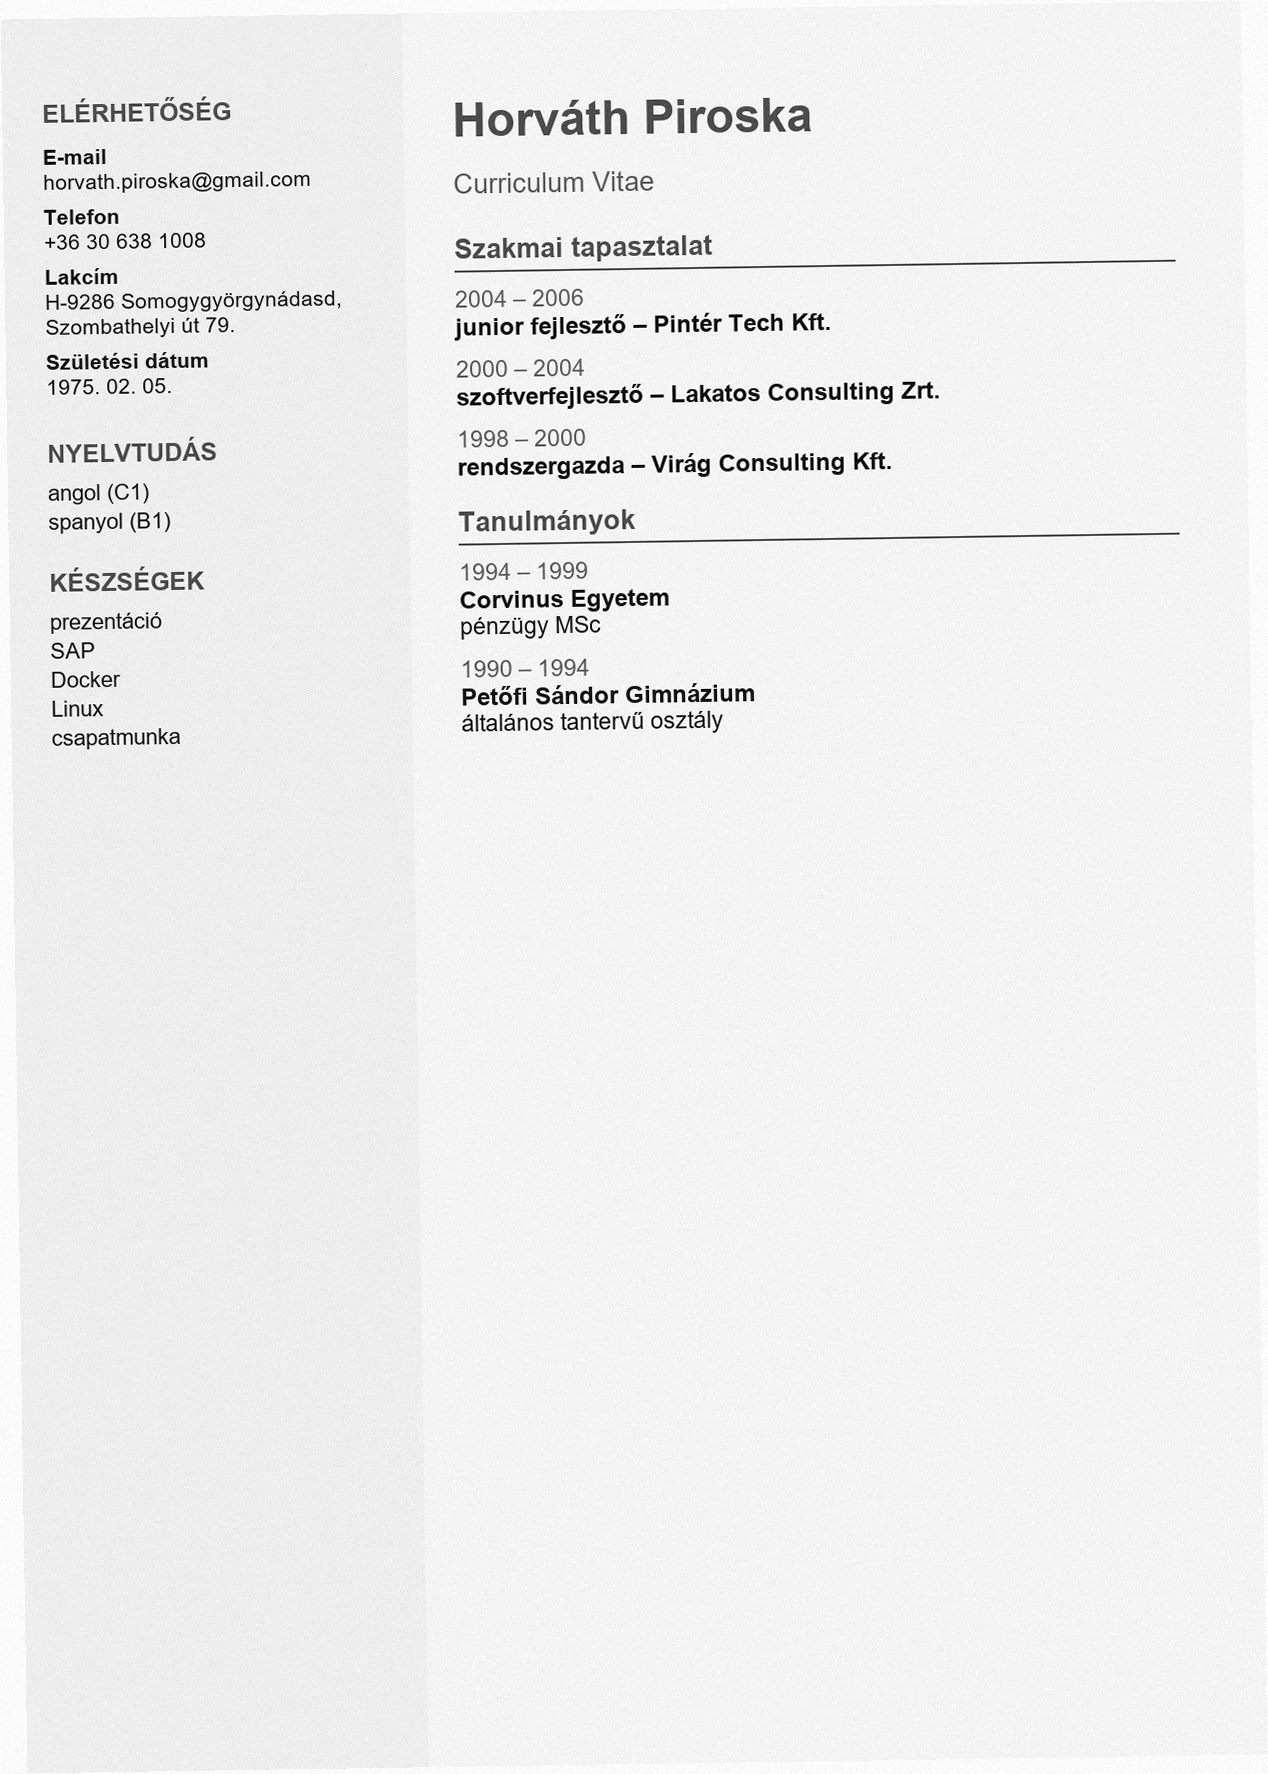 ELÉRHETŐSÉG
E-mail
horvath.piroska@gmail.com
Telefon
+36 30 638 1008
Lakcím
H-9286 Somogygyörgynádasd,
Szombathelyi út 79.
Születési dátum
1975. 02. 05.
NYELVTUDÁS
angol (C1)
spanyol (B1)
KÉSZSÉGEK
prezentáció
SAP
Docker
Linux
csapatmunka
Horváth Piroska
Curriculum Vitae
Szakmai tapasztalat
2004 – 2006
junior fejlesztő – Pintér Tech Kft.
2000 – 2004
szoftverfejlesztő – Lakatos Consulting Zrt.
1998 – 2000
rendszergazda – Virág Consulting Kft.
Tanulmányok
1994 – 1999
Corvinus Egyetem
pénzügy MSc
1990 – 1994
Petőfi Sándor Gimnázium
általános tantervű osztály